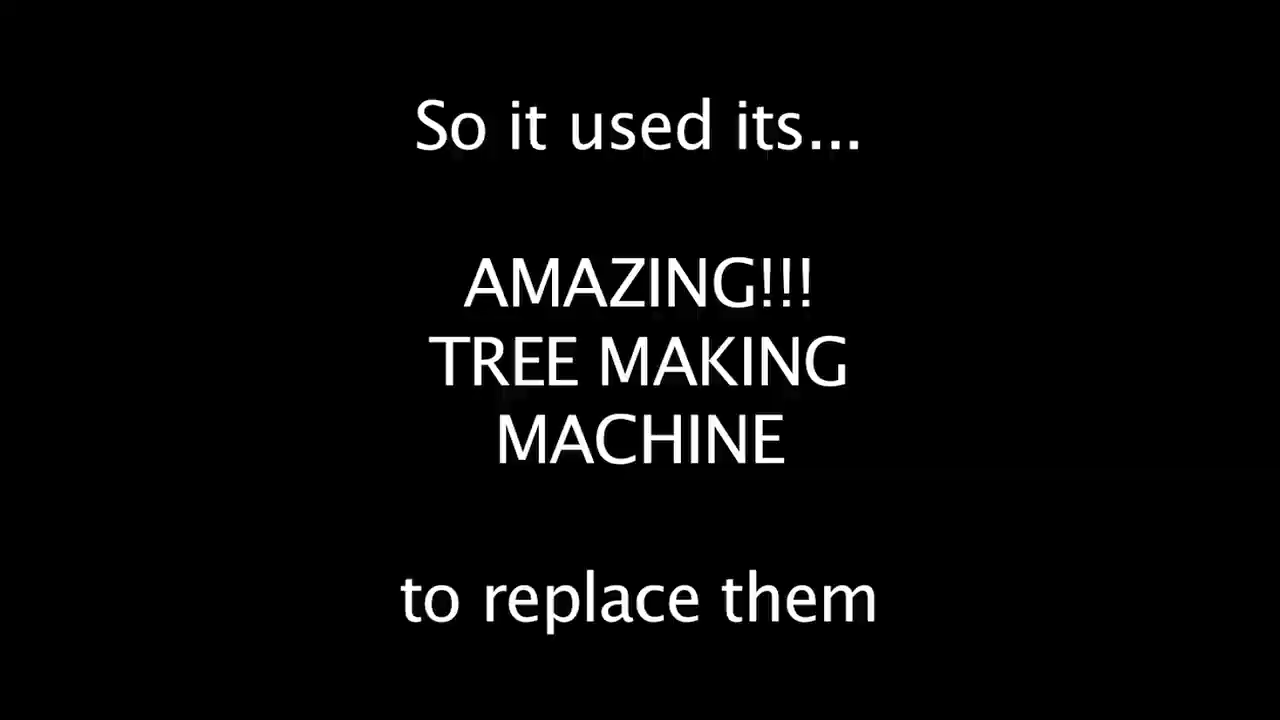 So it used its...
AMAZING!!!
TREE MAKING
MACHINE
to replace them